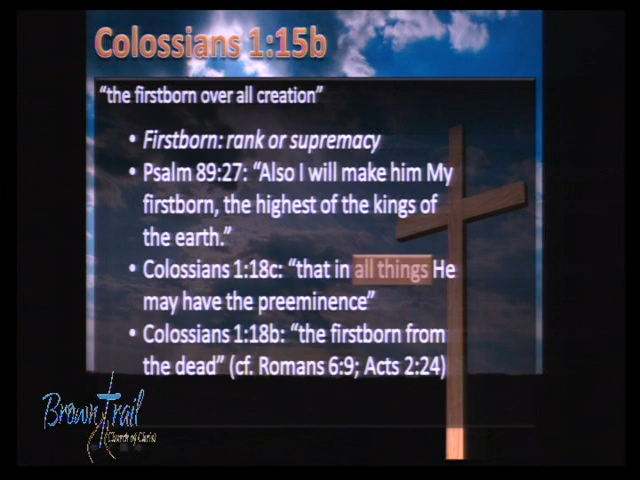 Colossians 1:15b
“the firstborn over all creation”
• Firstborn: rank or supremacy
• Psalm 89:27: “Also I will make him My
firstborn, the highest of the kings of
the earth.”
• Colossians 1:18c: “that in all things He
may have the preeminence”
• Colossians 1:18b: “the firstborn from
the dead” (cf. Romans 6:9; Acts 2:24)
Brown Trail
Church of Christ